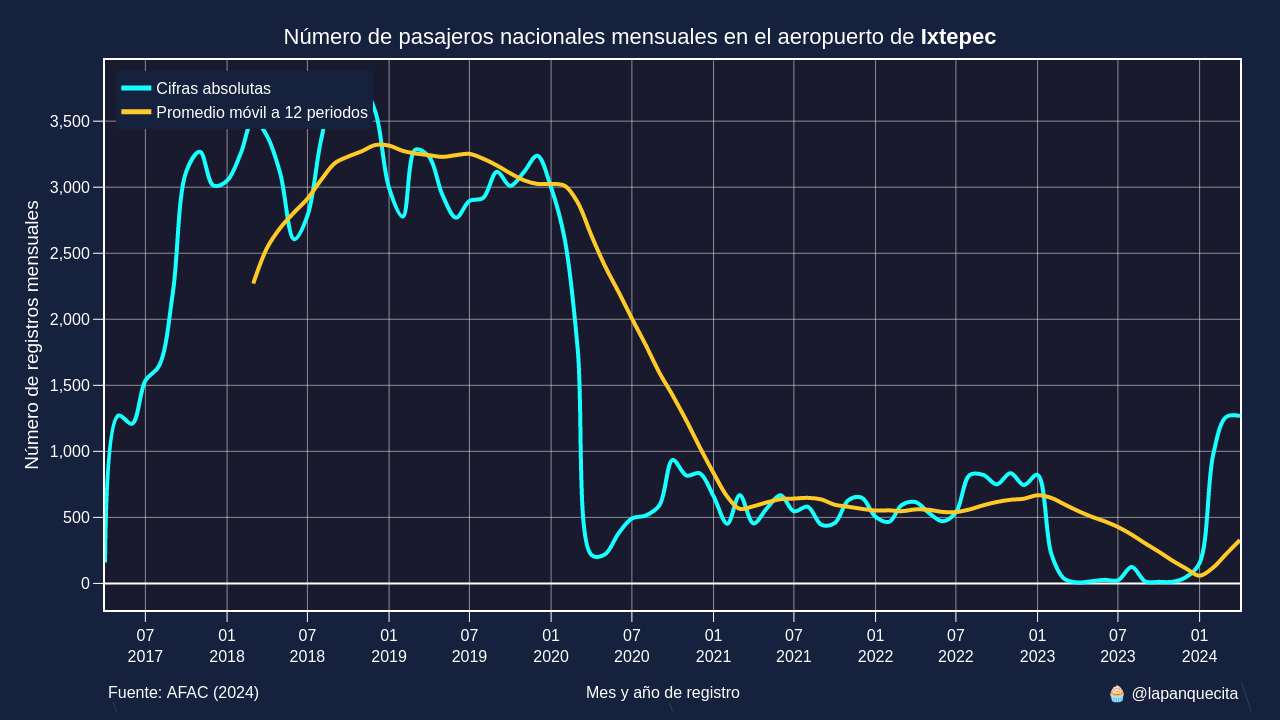 Número de pasajeros nacionales mensuales en el aeropuerto de Ixtepec
Cifras absolutas
Promedio móvil a 12 periodos
Número de registros mensuales
3,500
3,000
2,500
2,000
1,500
1,000
500
0
07 01 07 01 07 01 07 01 07 01 07 01 07 01
2017 2018 2018 2019 2019 2020 2020 2021 2021 2022 2022 2023 2023 2024
Fuente: AFAC (2024)
Mes y año de registro
🧁 @lapanquecita